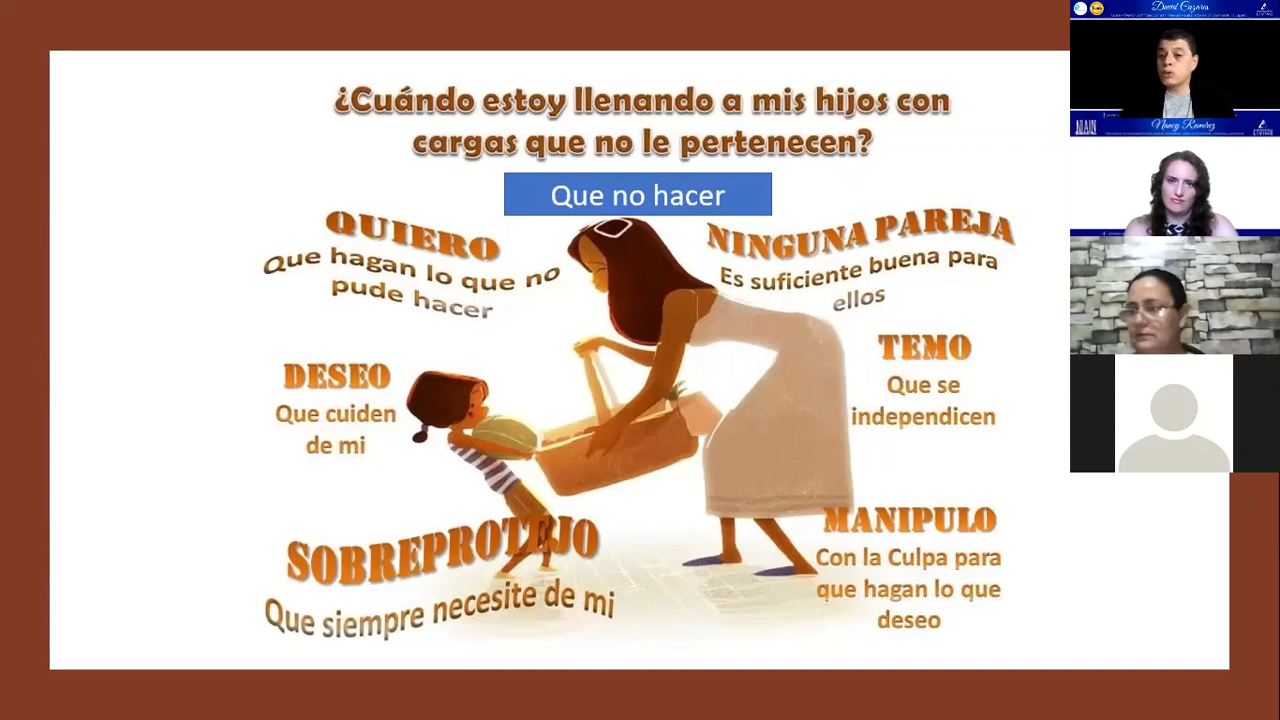 ¿Cuándo estoy llenando a mis hijos con
cargas que no le pertenecen?
Que no hacer
QUIERO
Que hagan lo que no
pude hacer
NINGUNA PAREJA
Es suficiente buena para
ellos
DESEO
Que cuiden
de mi
TEMO
Que se
independicen
SOBREPROTEJO
Que siempre necesite de mi
MANIPULO
Con la Culpa para
que hagan lo que
deseo
David Cazares
LIVING
NAIN
Nancy Ramírez
LIVING